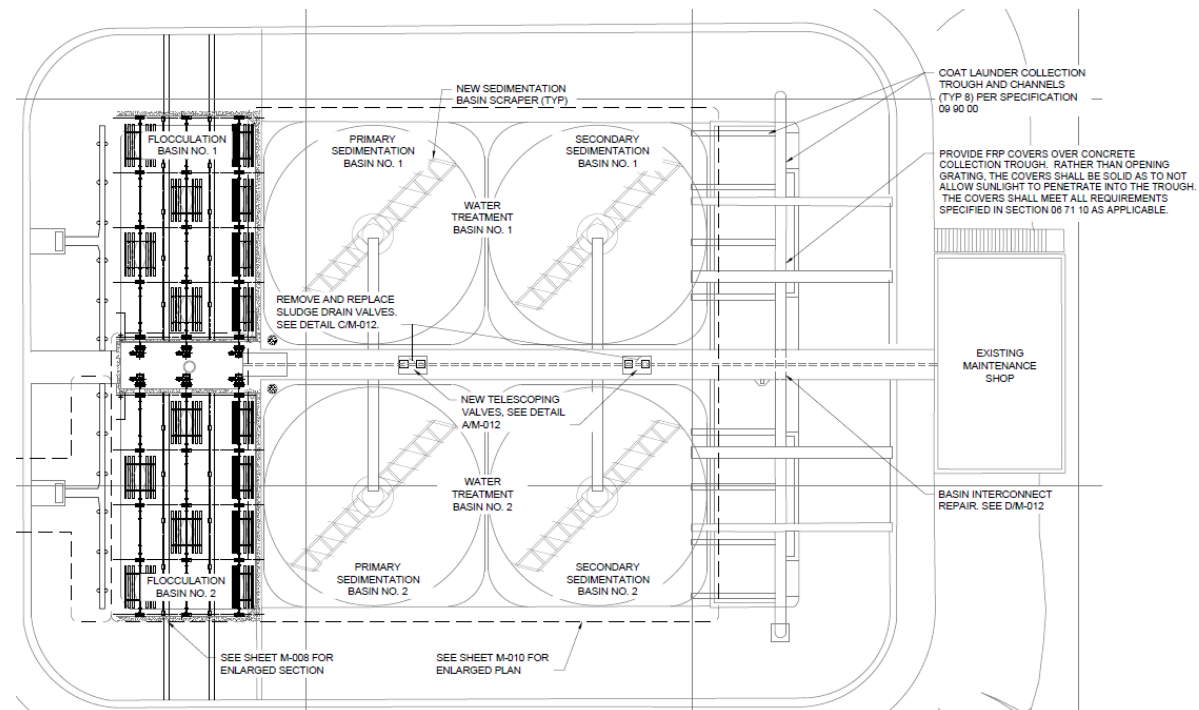 NEW SEDIMENTATION
BASIN SCRAPER (TYP)
COAT LAUNDER COLLECTION
TROUGH AND CHANNELS
(TYP 8) PER SPECIFICATION
09 90 00
FLOCCULATION
BASIN NO. 1
PRIMARY
SEDIMENTATION
BASIN NO. 1
SECONDARY
SEDIMENTATION
BASIN NO. 1
PROVIDE FRP COVERS OVER CONCRETE
COLLECTION TROUGH. RATHER THAN OPENING
GRATING, THE COVERS SHALL BE SOLID AS TO NOT
ALLOW SUNLIGHT TO PENETRATE INTO THE TROUGH.
THE COVERS SHALL MEET ALL REQUIREMENTS
SPECIFIED IN SECTION 06 71 10 AS APPLICABLE.
WATER
TREATMENT
BASIN NO. 1
REMOVE AND REPLACE
SLUDGE DRAIN VALVES.
SEE DETAIL C/M-012.
EXISTING
MAINTENANCE
SHOP
NEW TELESCOPING
VALVES, SEE DETAIL
A/M-012
WATER
TREATMENT
BASIN NO. 2
BASIN INTERCONNECT
REPAIR. SEE D/M-012
FLOCCULATION
BASIN NO. 2
PRIMARY
SEDIMENTATION
BASIN NO. 2
SECONDARY
SEDIMENTATION
BASIN NO. 2
SEE SHEET M-008 FOR
ENLARGED SECTION
SEE SHEET M-010 FOR
ENLARGED PLAN